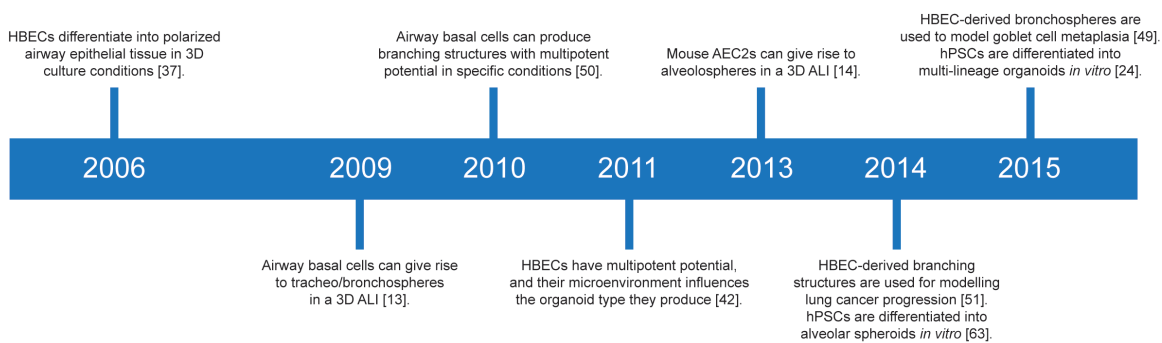 HBECs differentiate into polarized
airway epithelial tissue in 3D
culture conditions [37].
Airway basal cells can produce
branching structures with multipotent
potential in specific conditions [50].
Mouse AEC2s can give rise to
alveolospheres in a 3D ALI [14].
HBEC-derived bronchospheres are
used to model goblet cell metaplasia [49].
hPSCs are differentiated into
multi-lineage organoids in vitro [24].
2006 2009 2010 2011 2013 2014 2015
Airway basal cells can give rise
to tracheo/bronchospheres
in a 3D ALI [13].
HBECs have multipotent potential,
and their microenvironment influences
the organoid type they produce [42].
HBEC-derived branching
structures are used for modelling
lung cancer progression [51].
hPSCs are differentiated into
alveolar spheroids in vitro [63].